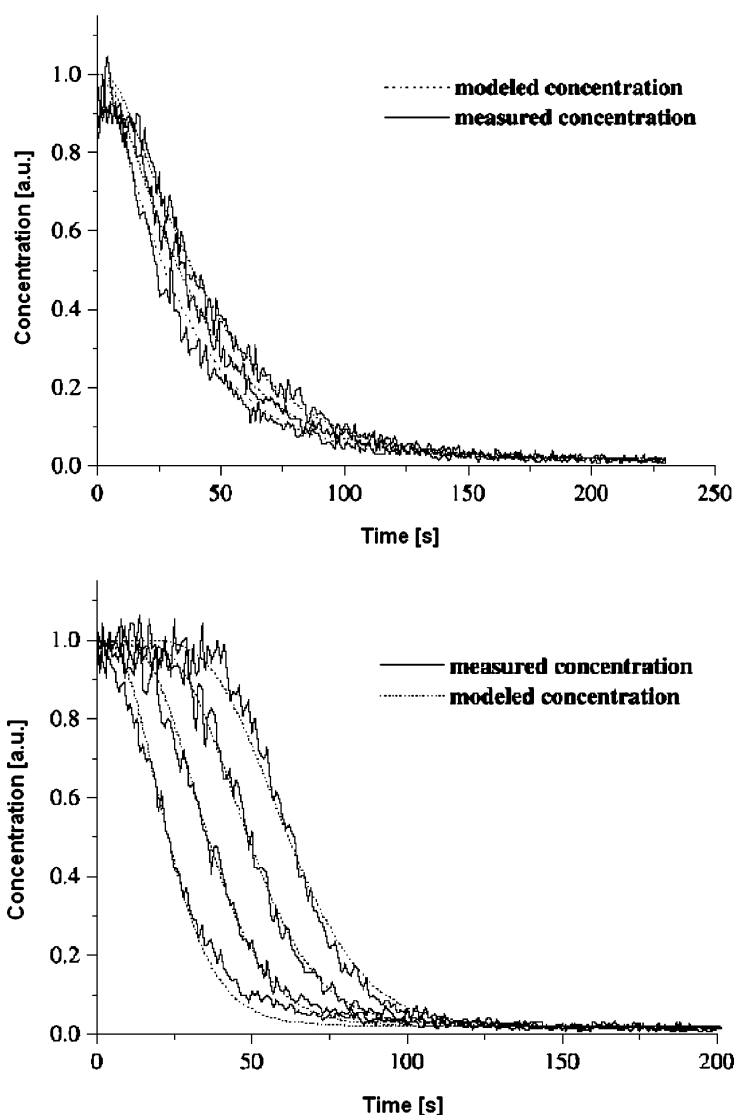 1.0
0.8
0.6
0.4
0.2
0.0
Concentration [a.u.]
modeled concentration
measured concentration
0 50 100 150 200 250
Time [s]
1.0
0.8
0.6
0.4
0.2
0.0
Concentration [a.u.]
measured concentration
modeled concentration
0 50 100 150 200
Time [s]